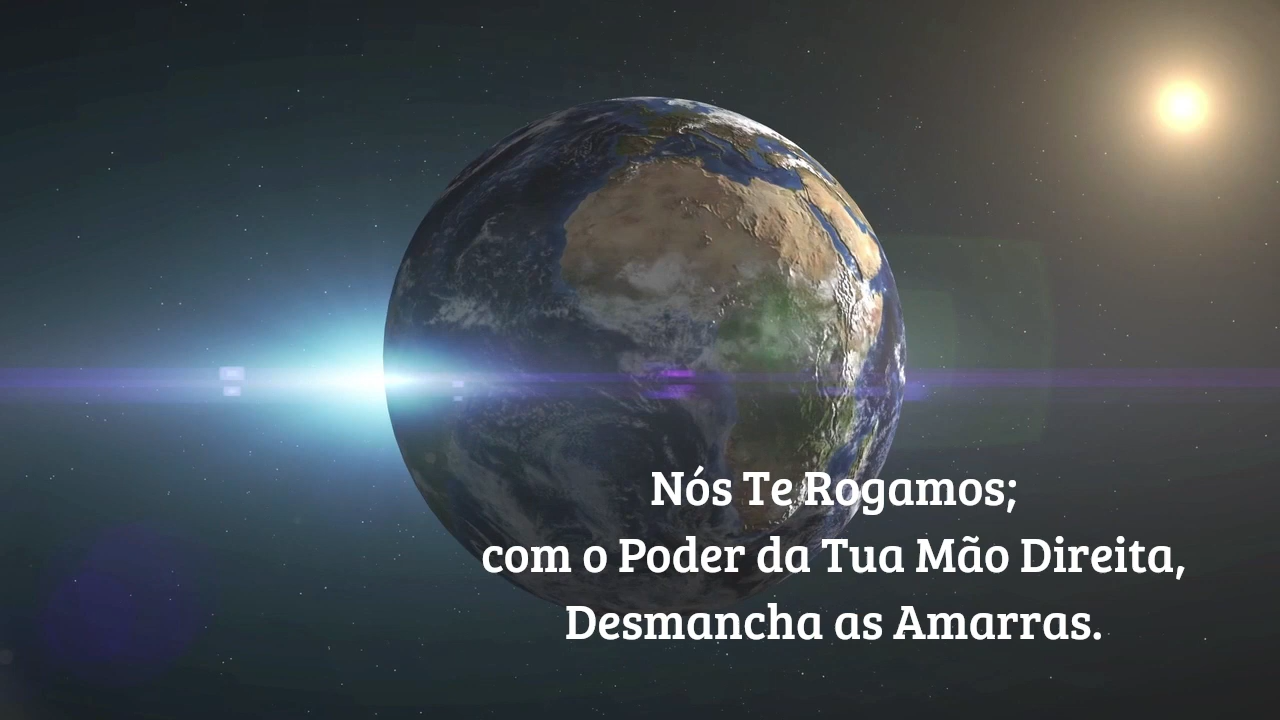 Nós Te Rogamos;
com o Poder da Tua Mão Direita,
Desmancha as Amarras.